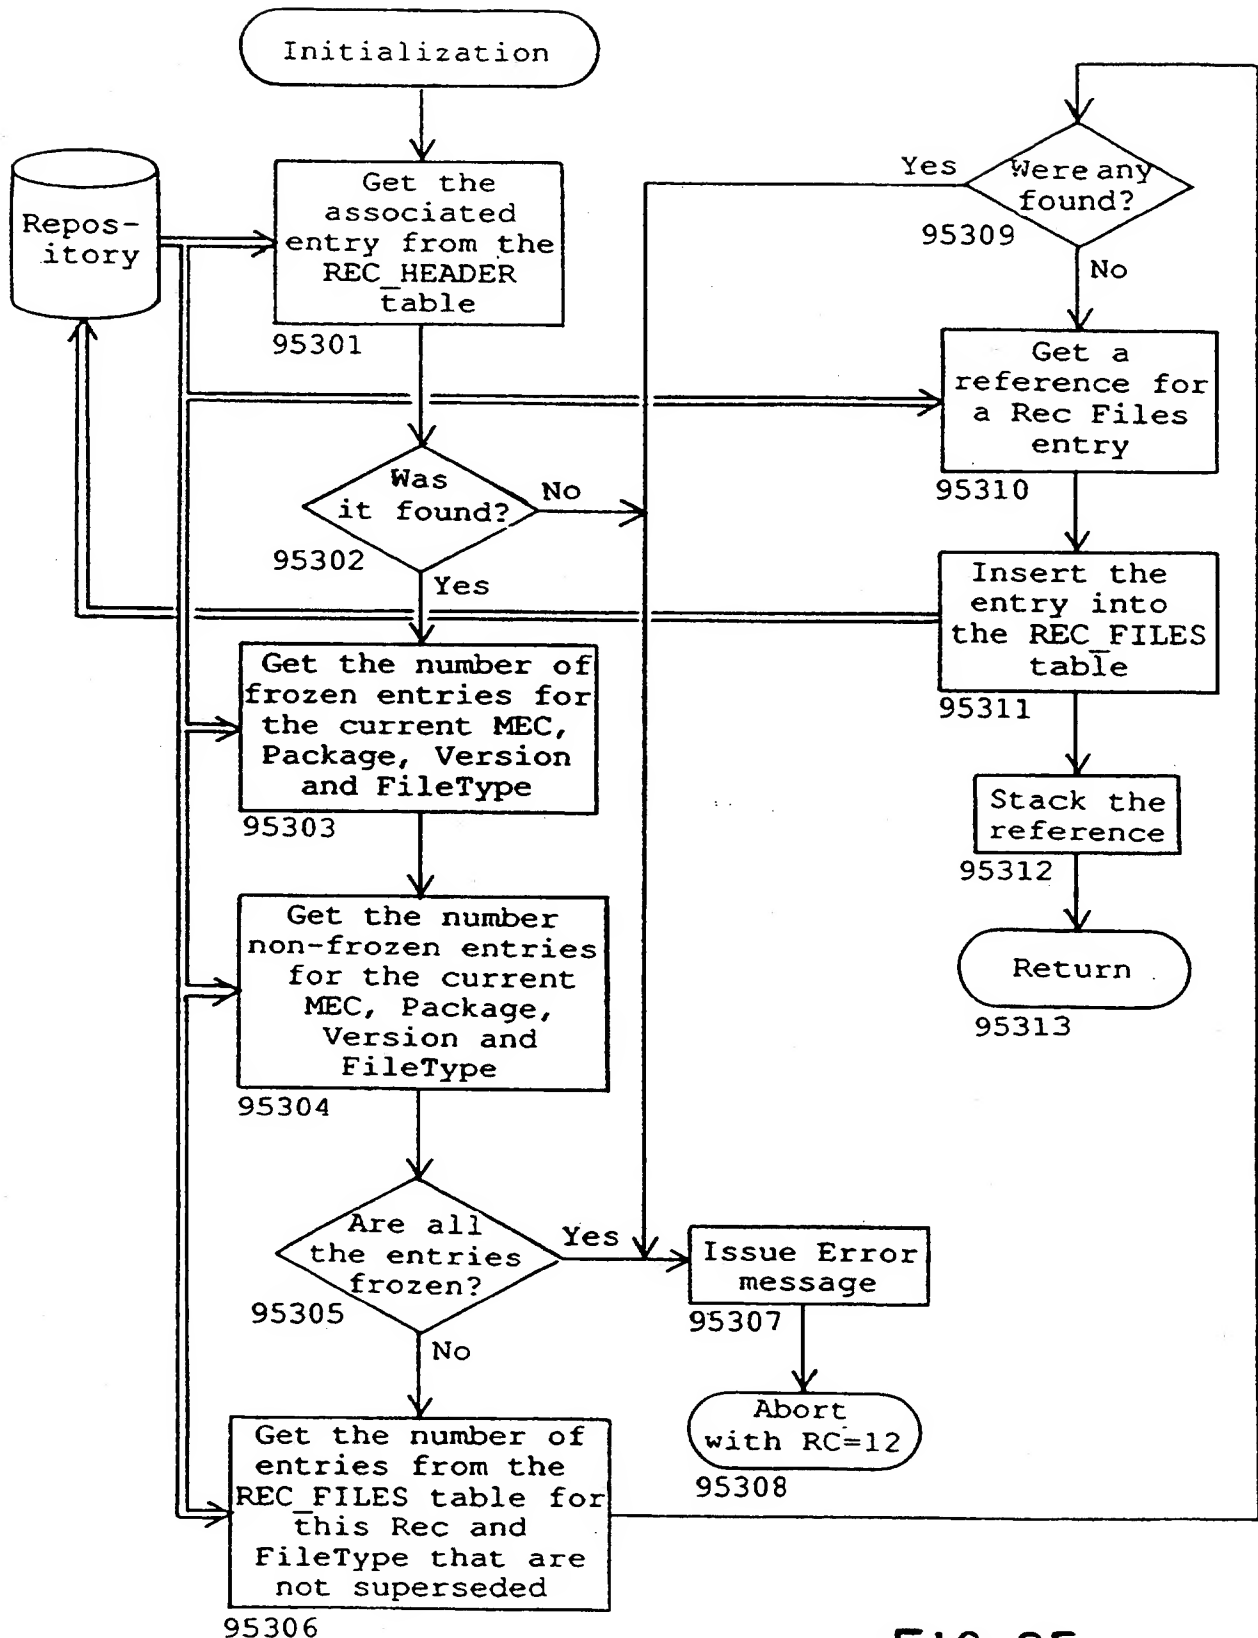 Initialization
Repos-
itory
Get the
associated
entry from the
REC_HEADER
table
95301
Was
it found?
No
95302
Yes
Get the number of
frozen entries for
the current MEC,
Package, Version
and FileType
95303
Get the number
non-frozen entries
for the current
MEC, Package,
Version and
FileType
95304
Are all
the entries
frozen?
Yes
95305
No
Get the number of
entries from the
REC_FILES table for
this Rec and
FileType that are
not superseded
95306
Issue Error
message
95307
Abort
with RC=12
95308
Yes
Were any
found?
95309
No
Get a
reference for
a Rec Files
entry
95310
Insert the
entry into
the REC_FILES
table
95311
Stack the
reference
95312
Return
95313